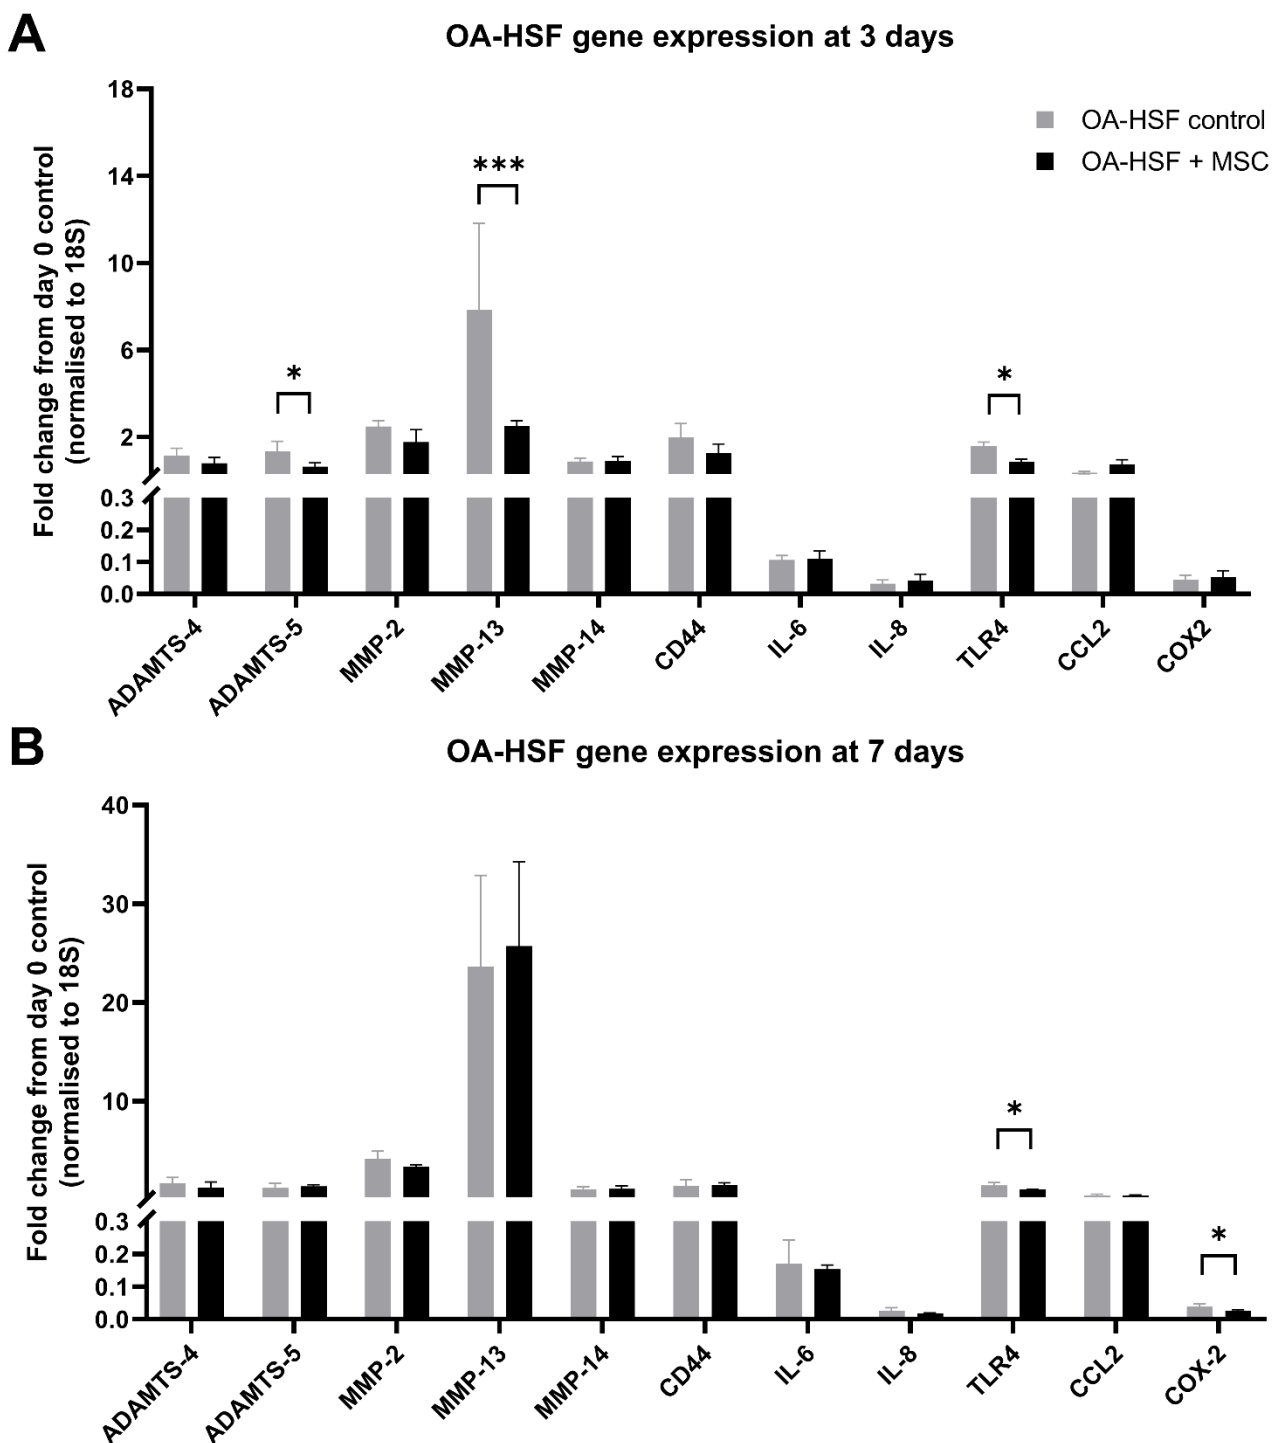 A
OA-HSF gene expression at 3 days
OA-HSF control
OA-HSF + MSC
Fold change from day 0 control
(normalised to 18S)
18
14
10
6
2
0.3
0.2
0.1
0.0
***
*
*
ADAMTS-4
ADAMTS-5
MMP-2
MMP-13
MMP-14
CD44
IL-6
IL-8
TLR4
CCL2
COX2
B
OA-HSF gene expression at 7 days
Fold change from day 0 control
(normalised to 18S)
40
30
20
10
0.3
0.2
0.1
0.0
*
*
ADAMTS-4
ADAMTS-5
MMP-2
MMP-13
MMP-14
CD44
IL-6
IL-8
TLR4
CCL2
COX-2